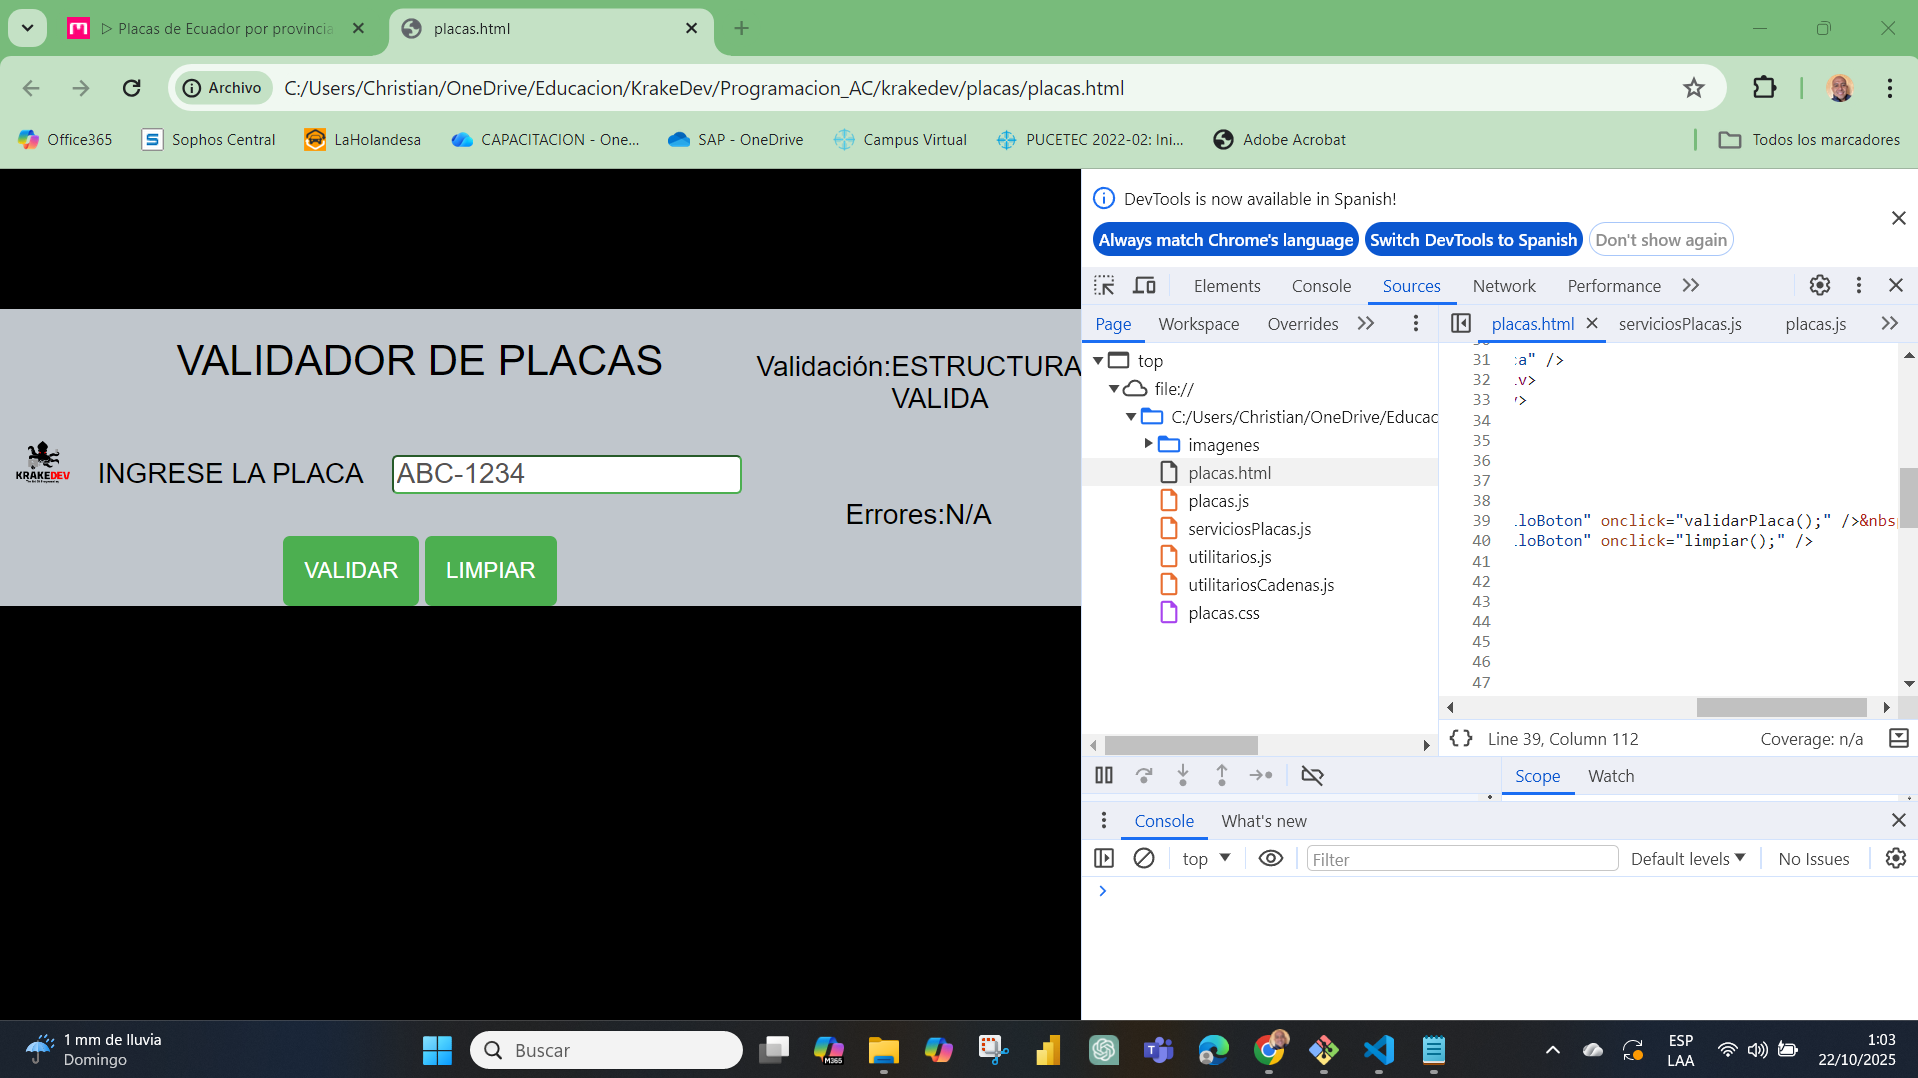 ▷ Placas de Ecuador por provincia
placas.html
Archivo
C:/Users/Christian/OneDrive/Educacion/KrakeDev/Programacion_AC/krakedev/placas/placas.html
Office365
Sophos Central
LaHolandesa
CAPACITACION - One...
SAP - OneDrive
Campus Virtual
PUCETEC 2022-02: Ini...
Adobe Acrobat
Todos los marcadores
VALIDADOR DE PLACAS
Validación:ESTRUCTURA
VALIDA
KRAKEDEV
INGRESE LA PLACA
ABC-1234
Errores:N/A
VALIDAR
LIMPIAR
DevTools is now available in Spanish!
Always match Chrome's language
Switch DevTools to Spanish
Don't show again
Elements
Console
Sources
Network
Performance
Page
Workspace
Overrides
placas.html
serviciosPlacas.js
placas.js
top
file://
C:/Users/Christian/OneDrive/Educac
imagenes
placas.html
placas.js
serviciosPlacas.js
utilitarios.js
utilitariosCadenas.js
placas.css
30
31 :a" />
32 .v>
33 />
34
35
36
37
38
39 .loBoton" onclick="validarPlaca();" />&nbs
40 .loBoton" onclick="limpiar();" />
41
42
43
44
45
46
47
{} Line 39, Column 112
Coverage: n/a
Scope
Watch
Console
What's new
top
Filter
Default levels
No Issues
1 mm de lluvia
Domingo
Buscar
M365
ESP
LAA
1:03
22/10/2025